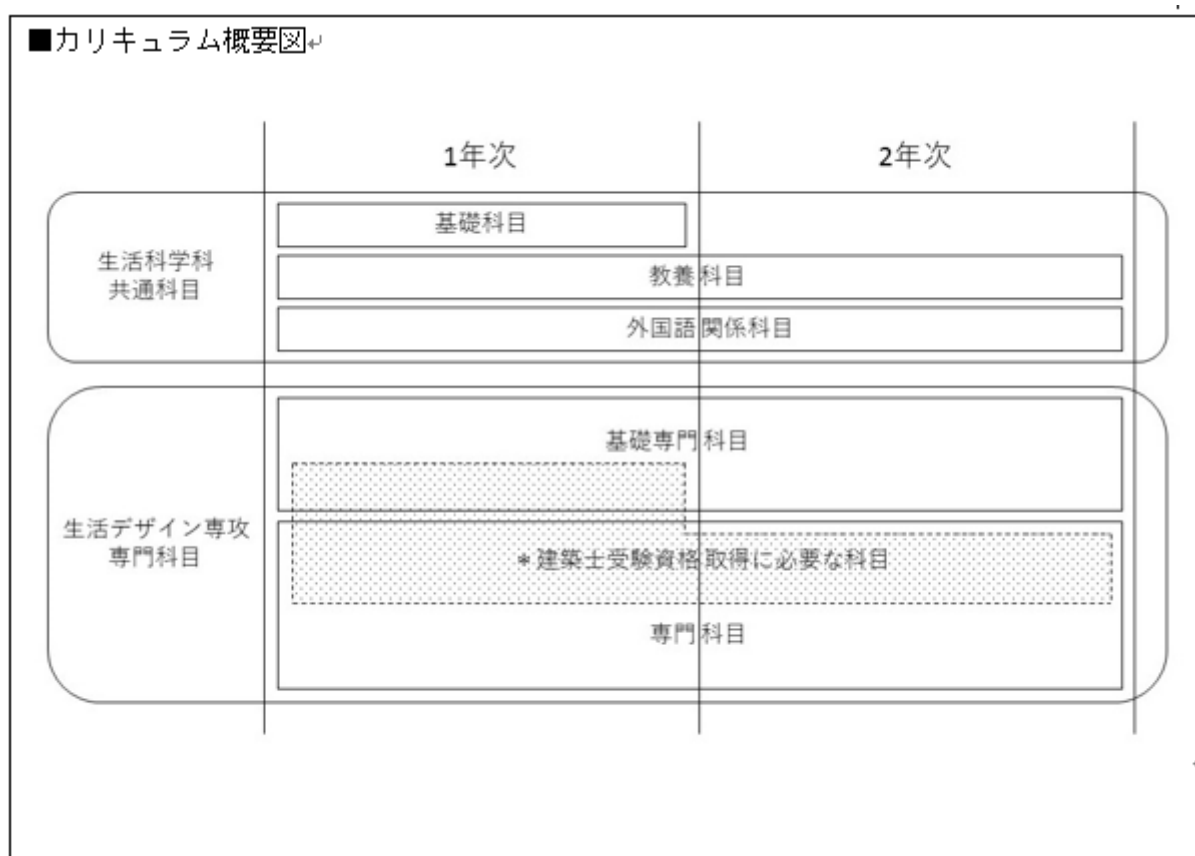 ■カリキュラム概要図↵
1年次
2年次
生活科学科
共通科目
基礎科目
教養科目
外国語関係科目
生活デザイン専攻
専門科目
基礎専門科目
*建築士受験資格取得に必要な科目
専門科目